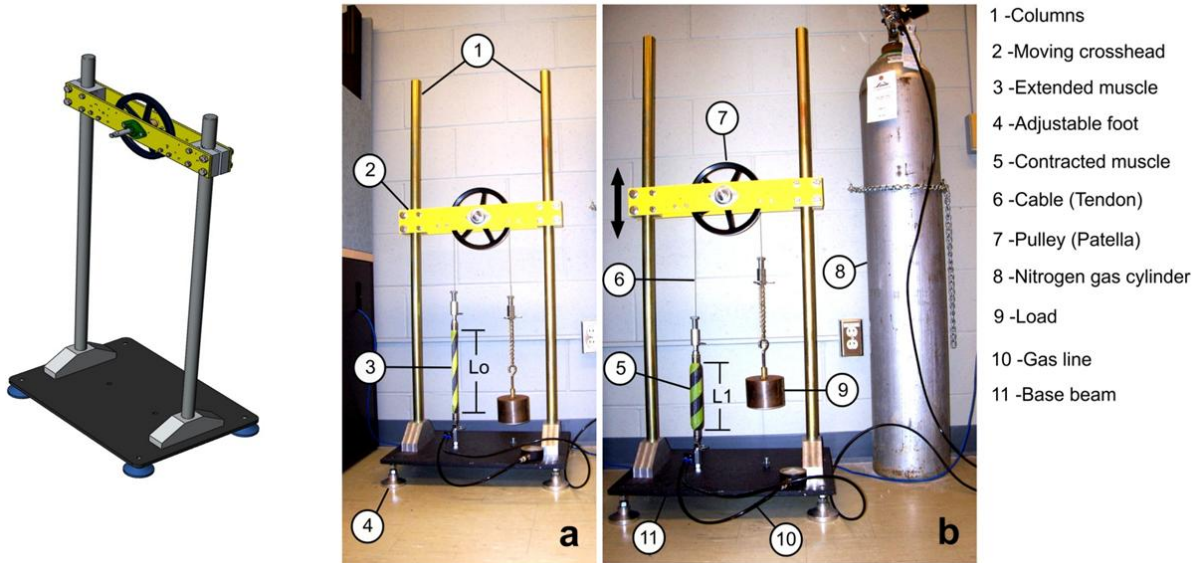 1
2
3
Lo
4
a
7
6
8
5
L1
9
11
10
b
1 -Columns
2 -Moving crosshead
3 -Extended muscle
4 -Adjustable foot
5 -Contracted muscle
6 -Cable (Tendon)
7 -Pulley (Patella)
8 -Nitrogen gas cylinder
9 -Load
10 -Gas line
11 -Base beam